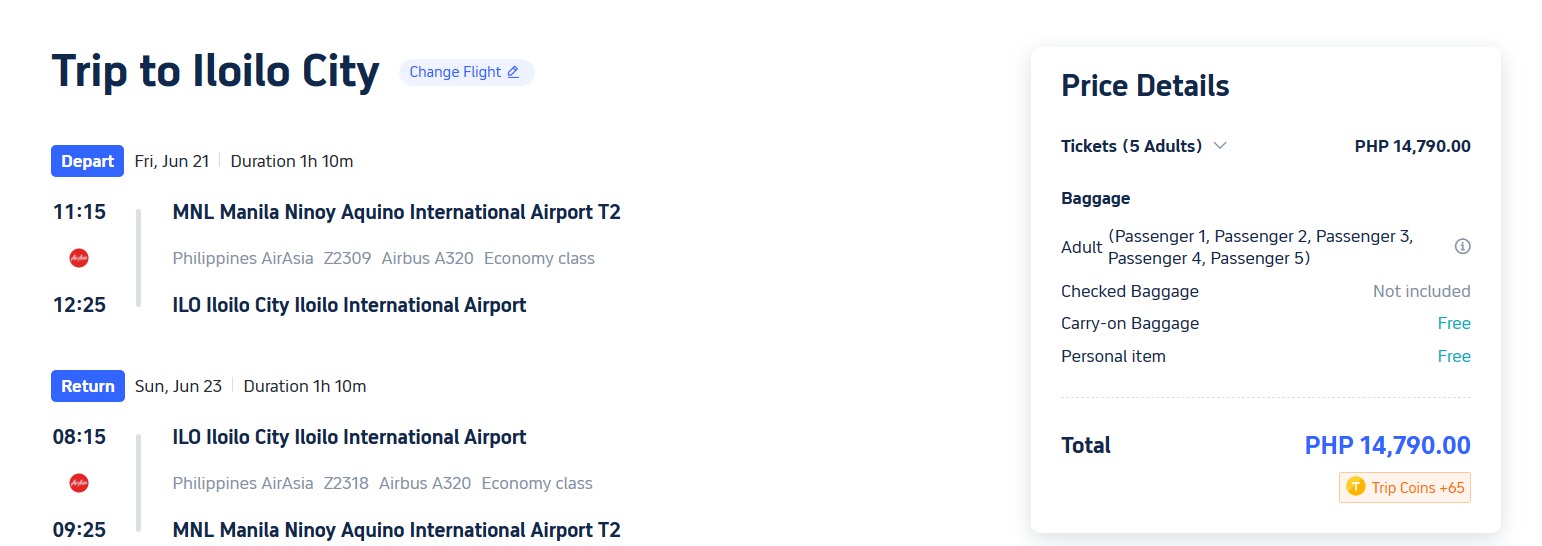 Trip to Iloilo City
Change Flight
Depart Fri, Jun 21 Duration 1h 10m
11:15 MNL Manila Ninoy Aquino International Airport T2
AirAsia
Philippines AirAsia Z2309 Airbus A320 Economy class
12:25 ILO Iloilo City Iloilo International Airport
Return Sun, Jun 23 Duration 1h 10m
08:15 ILO Iloilo City Iloilo International Airport
AirAsia
Philippines AirAsia Z2318 Airbus A320 Economy class
09:25 MNL Manila Ninoy Aquino International Airport T2
Price Details
Tickets (5 Adults) PHP 14,790.00
Baggage
Adult (Passenger 1, Passenger 2, Passenger 3,
Passenger 4, Passenger 5)
Checked Baggage Not included
Carry-on Baggage Free
Personal item Free
Total PHP 14,790.00
T Trip Coins +65